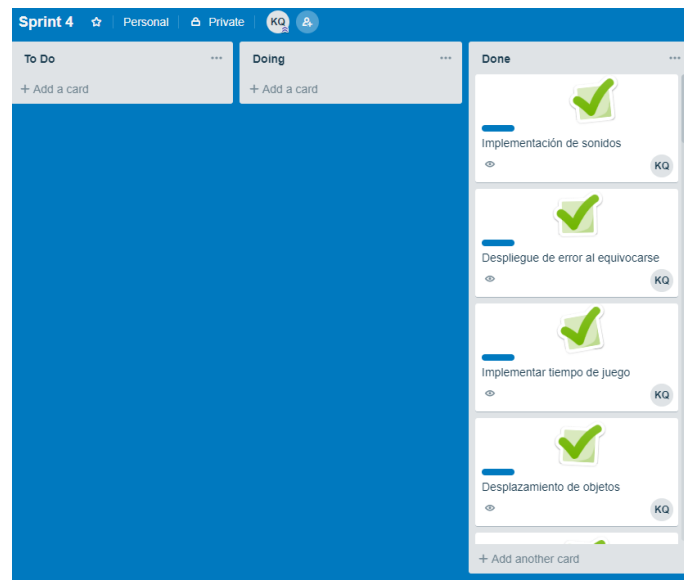 Sprint 4 Personal Private KQ
To Do
+ Add a card
Doing
+ Add a card
Done
Implementación de sonidos
KQ
Despliegue de error al equivocarse
KQ
Implementar tiempo de juego
KQ
Desplazamiento de objetos
KQ
+ Add another card